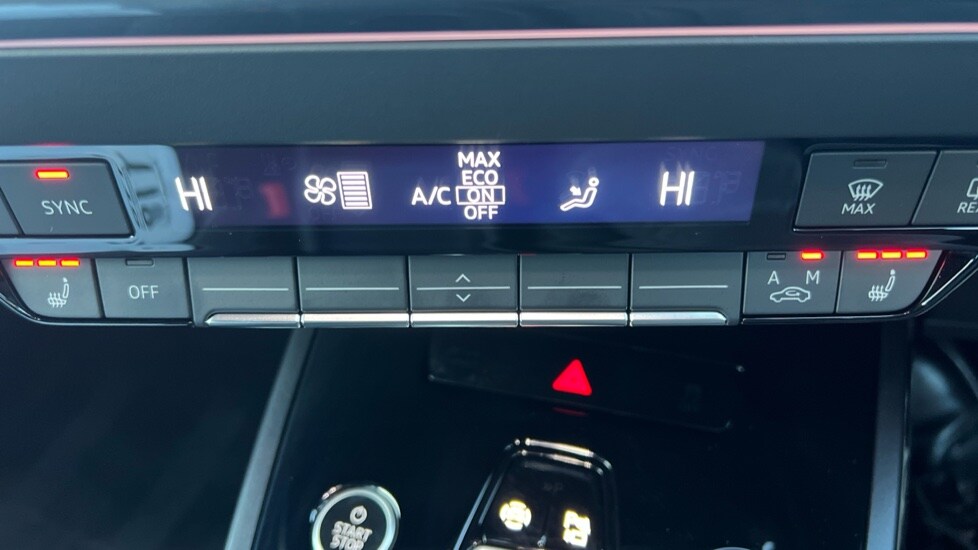 SYNC
HI
A/C
MAX
ECO
ON
OFF
HI
MAX
OFF
A M
START
STOP